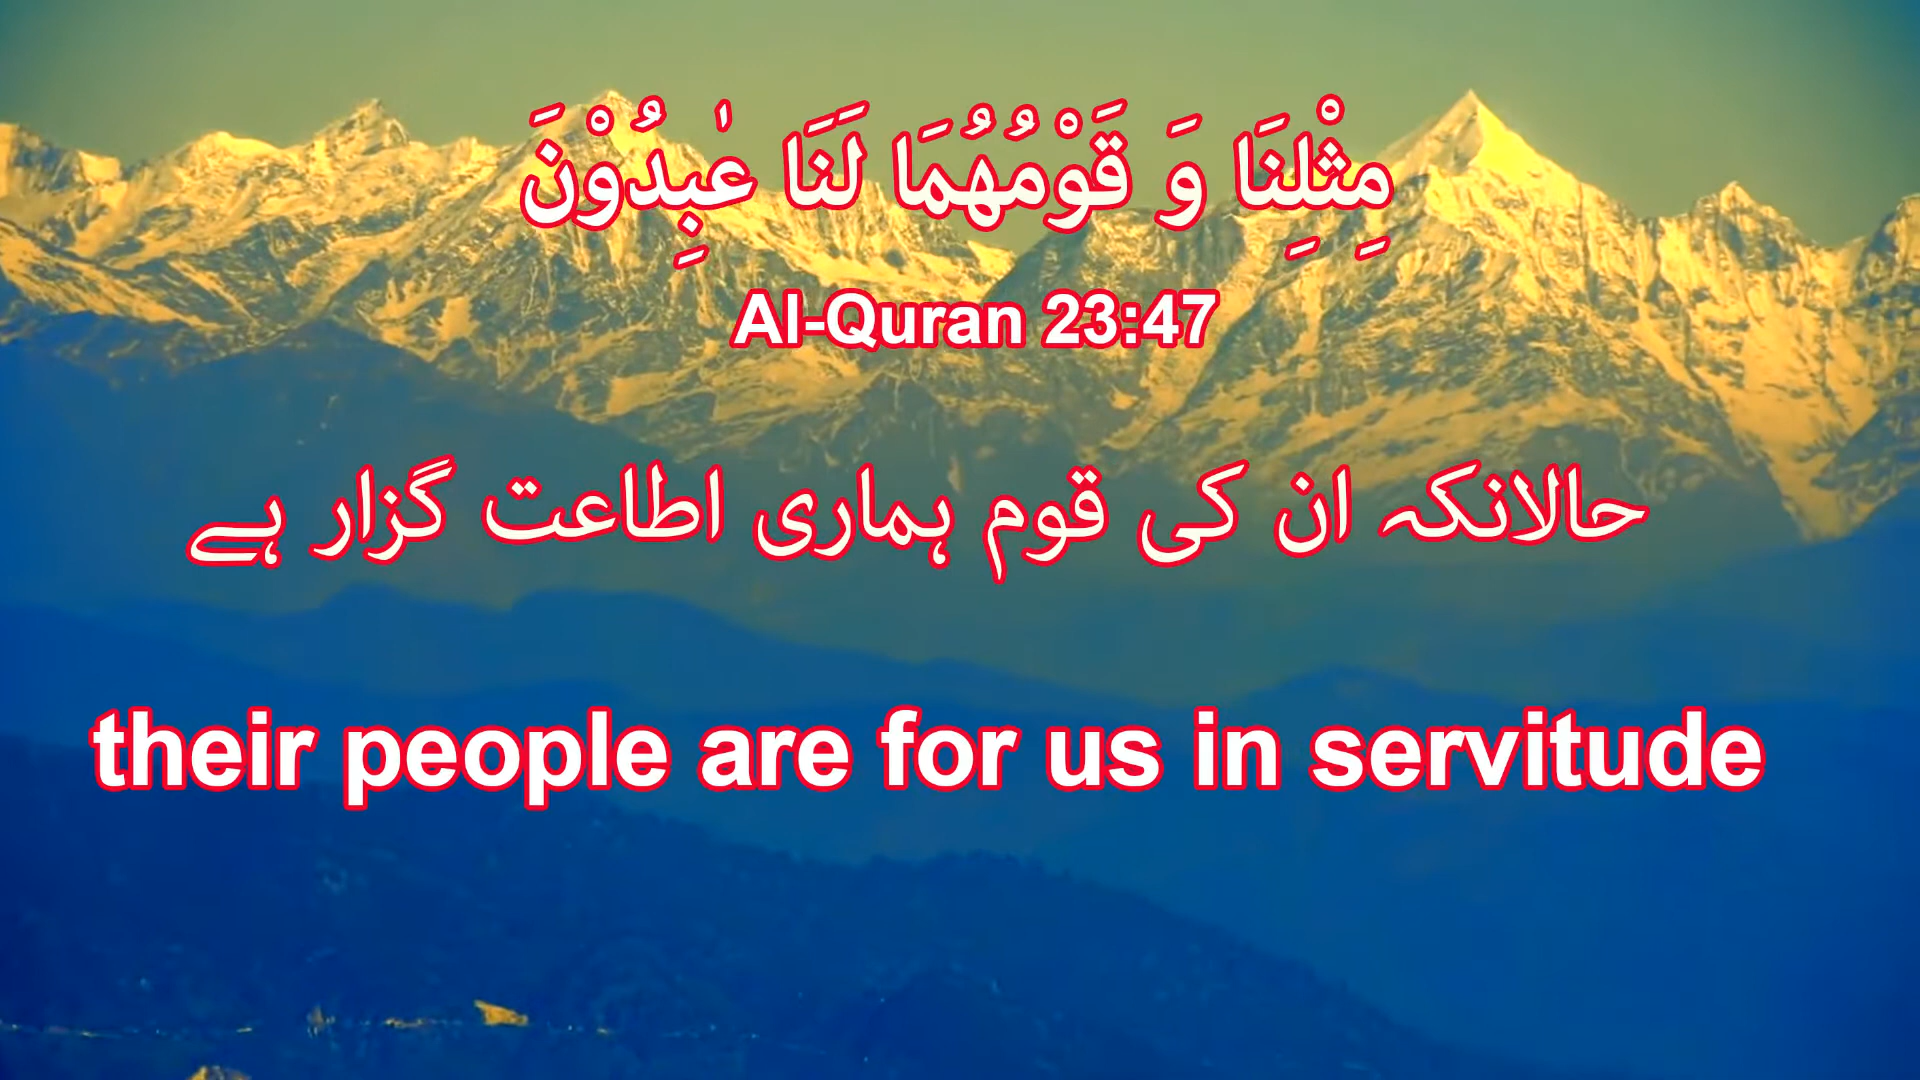 مِثْلِنَا وَ قَوْمُهُمَا لَنَا عٰبِدُوْنَ
Al-Quran 23:47
حالانکہ ان کی قوم ہماری اطاعت گزار ہے
their people are for us in servitude